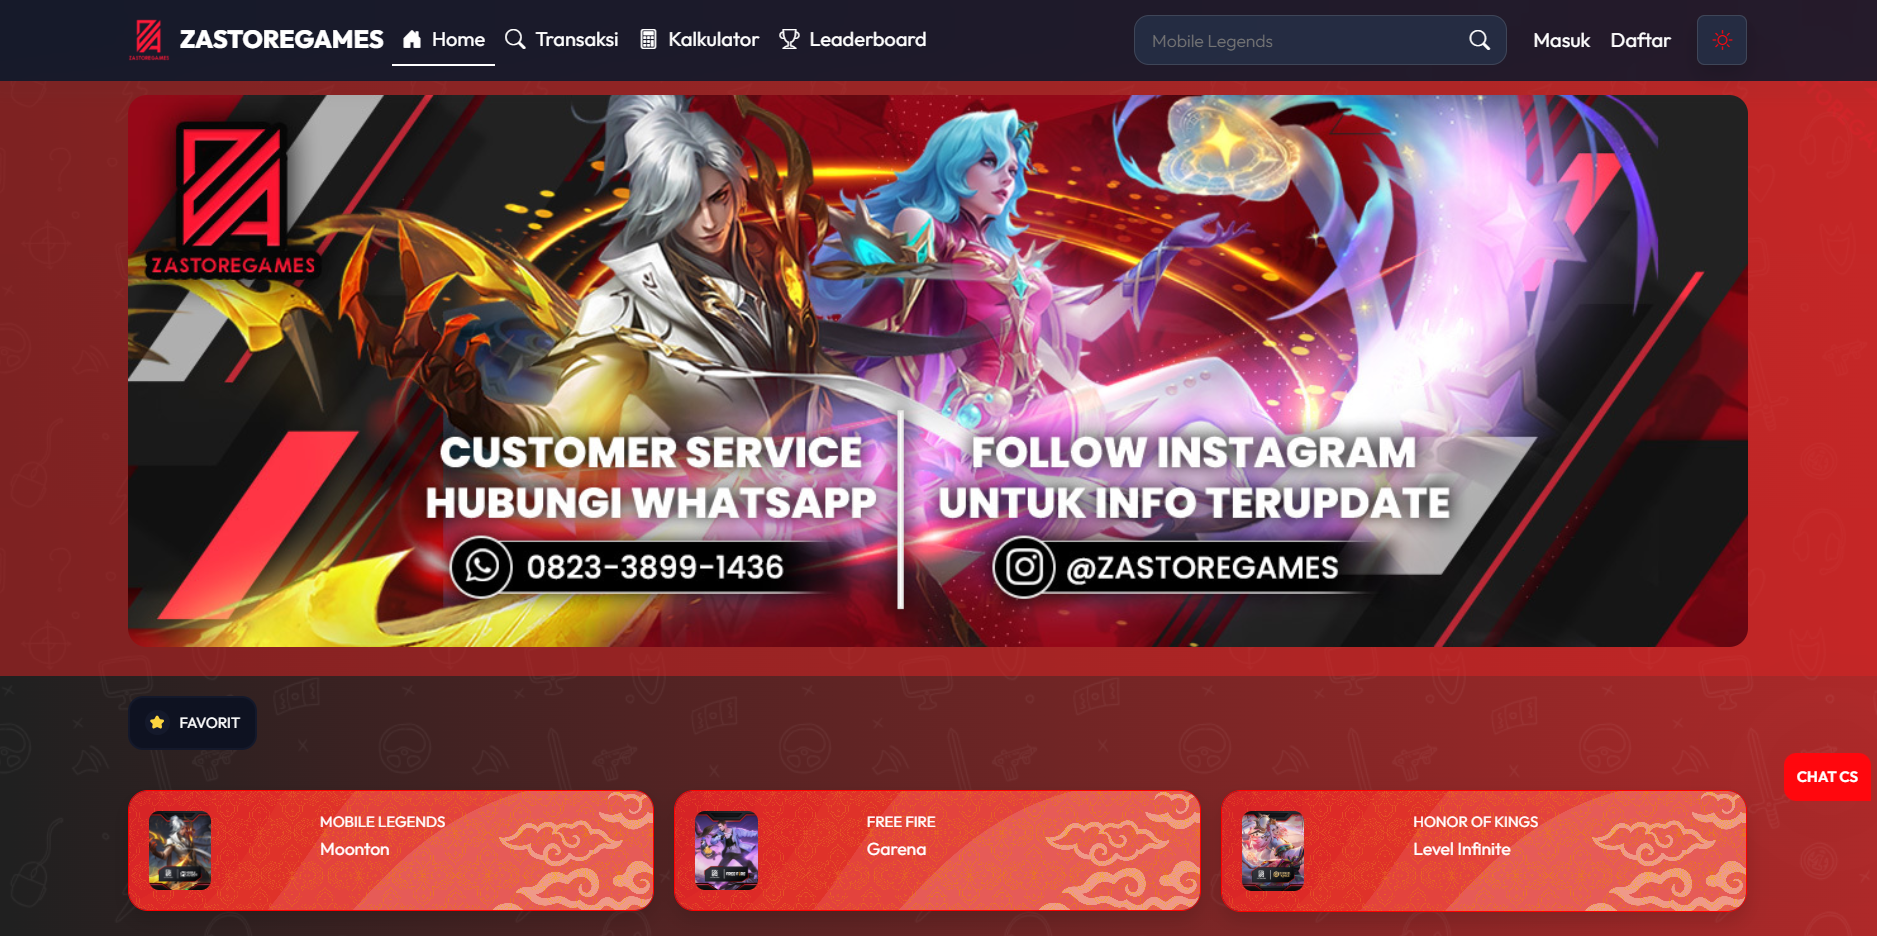 ZASTOREGAMES
Home
Transaksi
Kalkulator
Leaderboard
Mobile Legends
Masuk
Daftar
ZASTOREGAMES
CUSTOMER SERVICE
HUBUNGI WHATSAPP
0823-3899-1436
FOLLOW INSTAGRAM
UNTUK INFO TERUPDATE
@ZASTOREGAMES
FAVORIT
CHAT CS
MOBILE LEGENDS
Moonton
FREE FIRE
Garena
HONOR OF KINGS
Level Infinite